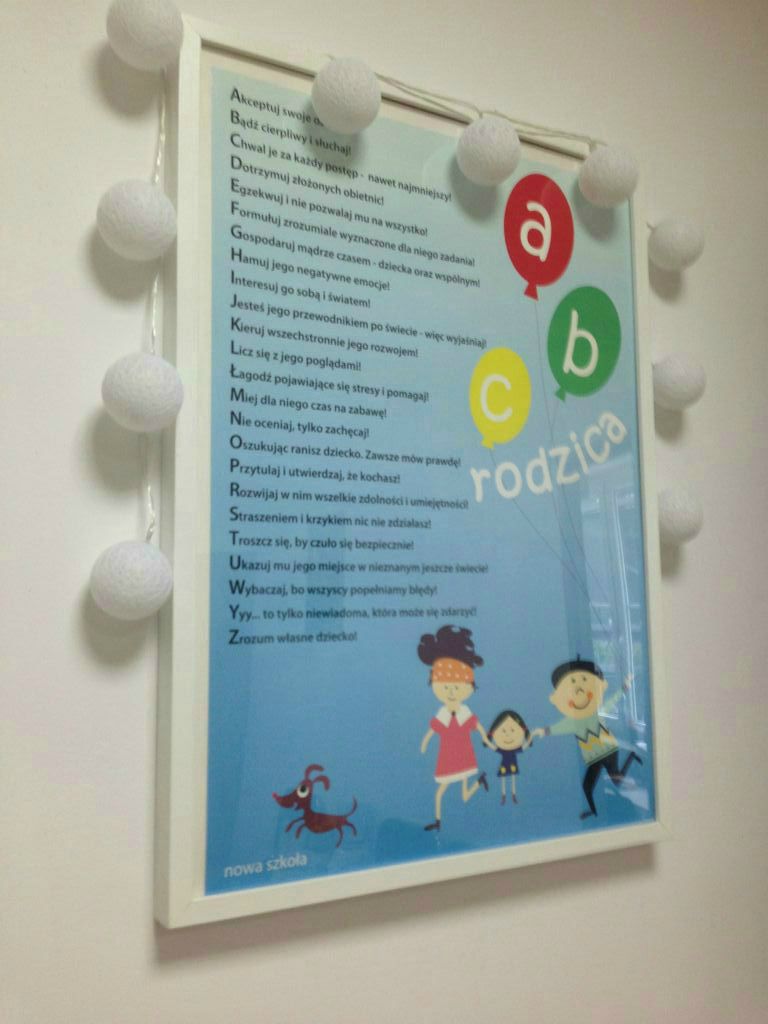 Akceptuj swoje
Bądź cierpliwy i słuchaj!
Chwal je za każdy postęp - nawet najmniejszy!
Dotrzymuj złożonych obietnic!
Egzekwuj i nie pozwalaj mu na wszystko!
Formułuj zrozumiale wyznaczone dla niego zadania!
Gospodaruj mądrze czasem - dziecka oraz wspólnym!
Hamuj jego negatywne emocje!
Interesuj go sobą i światem!
Jesteś jego przewodnikiem po świecie - więc wyjaśniaj!
Kieruj wszechstronnie jego rozwojem!
Licz się z jego poglądami!
Łagodź pojawiające się stresy i pomagaj!
Miej dla niego czas na zabawę!
Nie oceniaj, tylko zachęcaj!
Oszukując ranisz dziecko. Zawsze mów prawdę!
Przytulaj i utwierdzaj, że kochasz!
Rozwijaj w nim wszelkie zdolności i umiejętności!
Straszeniem i krzykiem nic nie zdziałasz!
Troszcz się, by czuło się bezpiecznie!
Ukazuj mu jego miejsce w nieznanym jeszcze świecie!
Wybaczaj, bo wszyscy popełniamy błędy!
Yyy... to tylko niewiadoma, która może się zdarzyć!
Zrozum własne dziecko!
a
b
c
rodzica
nowa szkoła